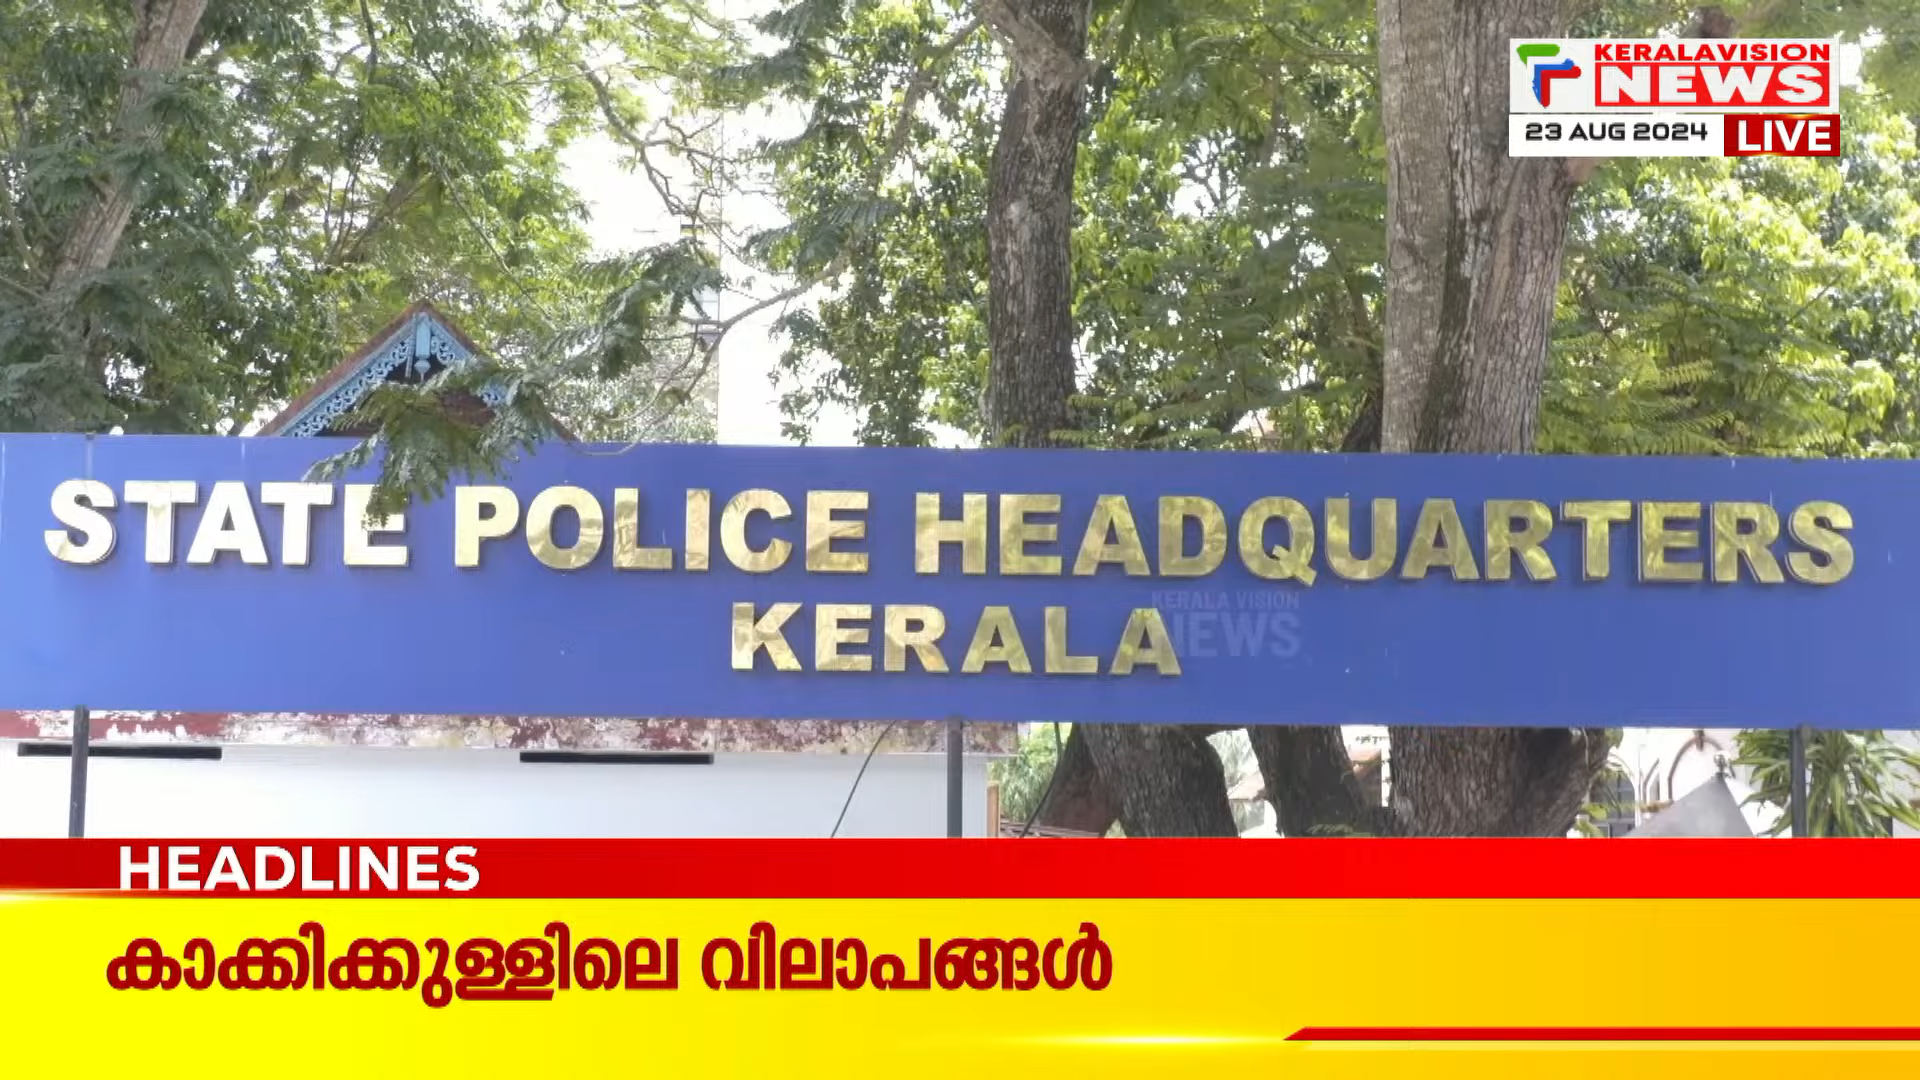 KERALAVISION
NEWS
23 AUG 2024 LIVE
STATE POLICE HEADQUARTERS
KERALA
KERALA VISION
NEWS
HEADLINES
കാക്കിക്കുള്ളിലെ വിലാപങ്ങൾ